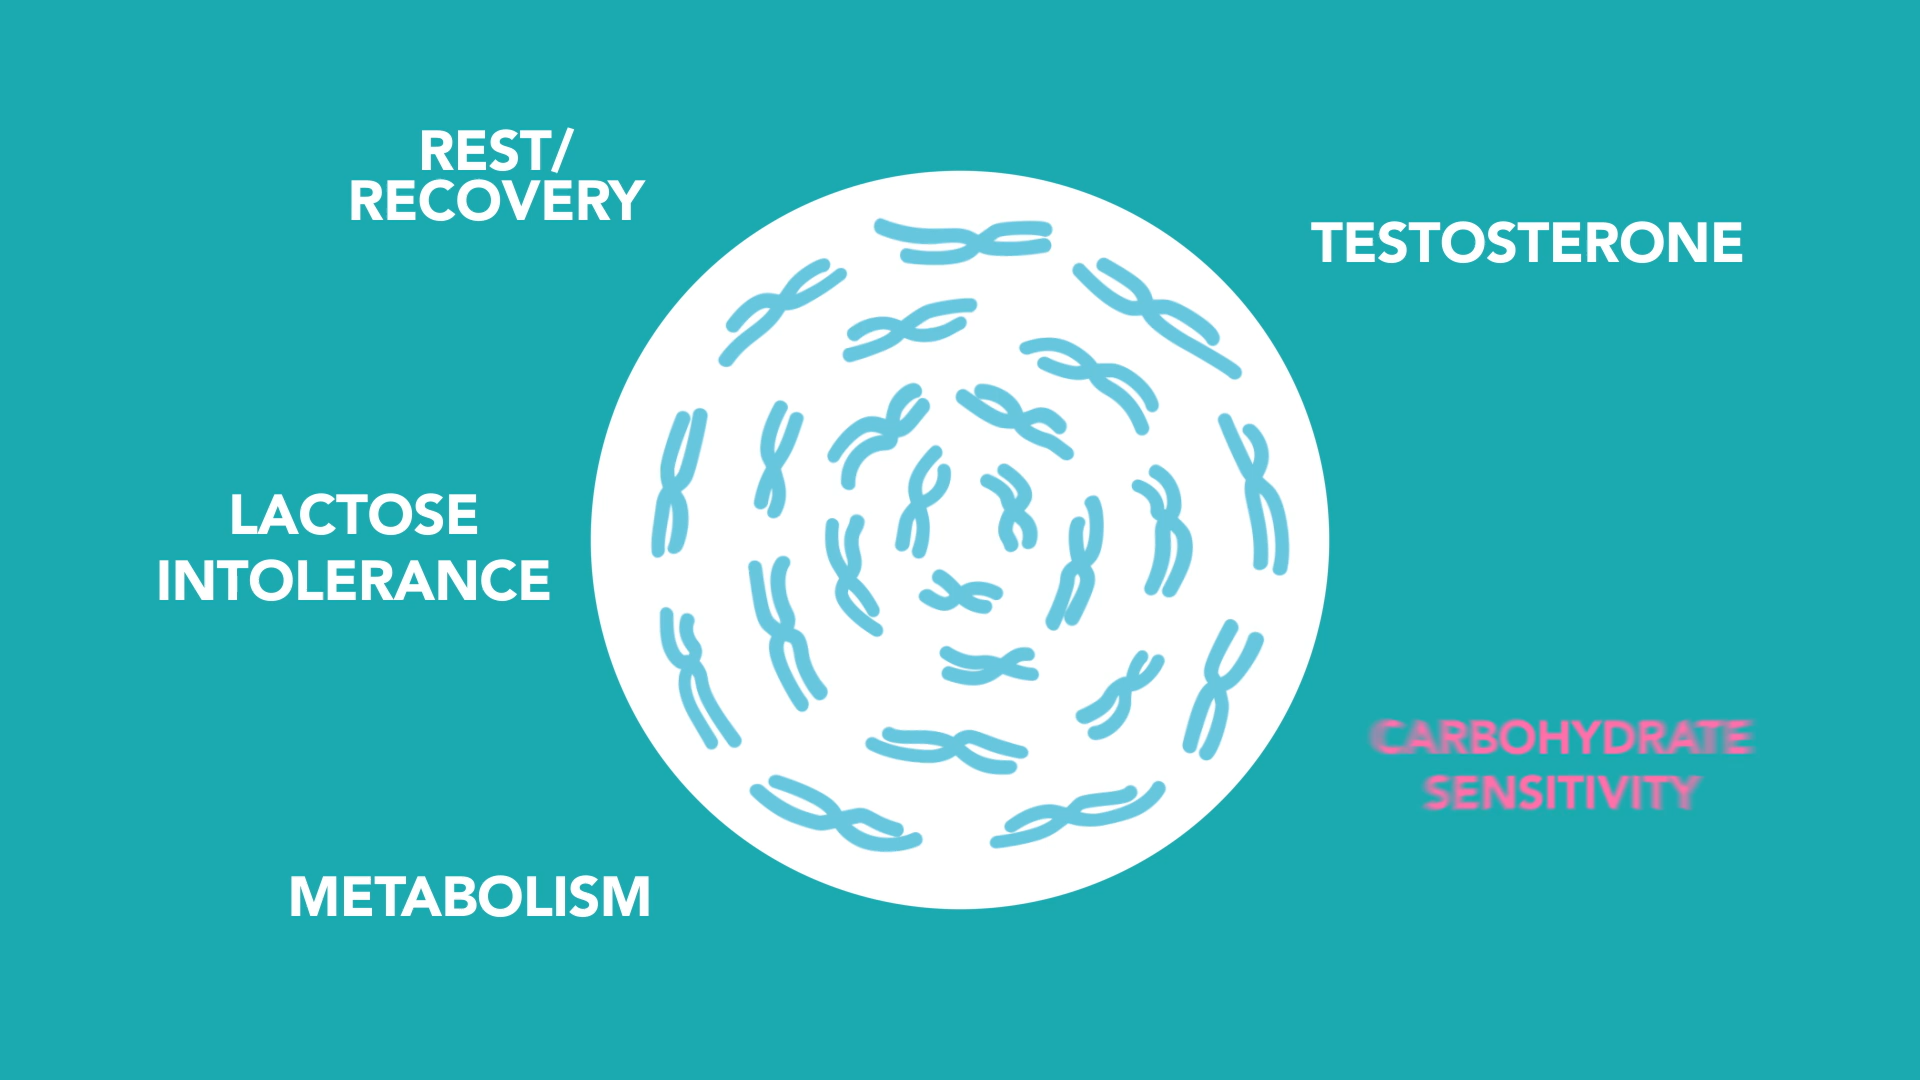 REST/
RECOVERY
TESTOSTERONE
LACTOSE
INTOLERANCE
CARBOHYDRATE
SENSITIVITY
METABOLISM